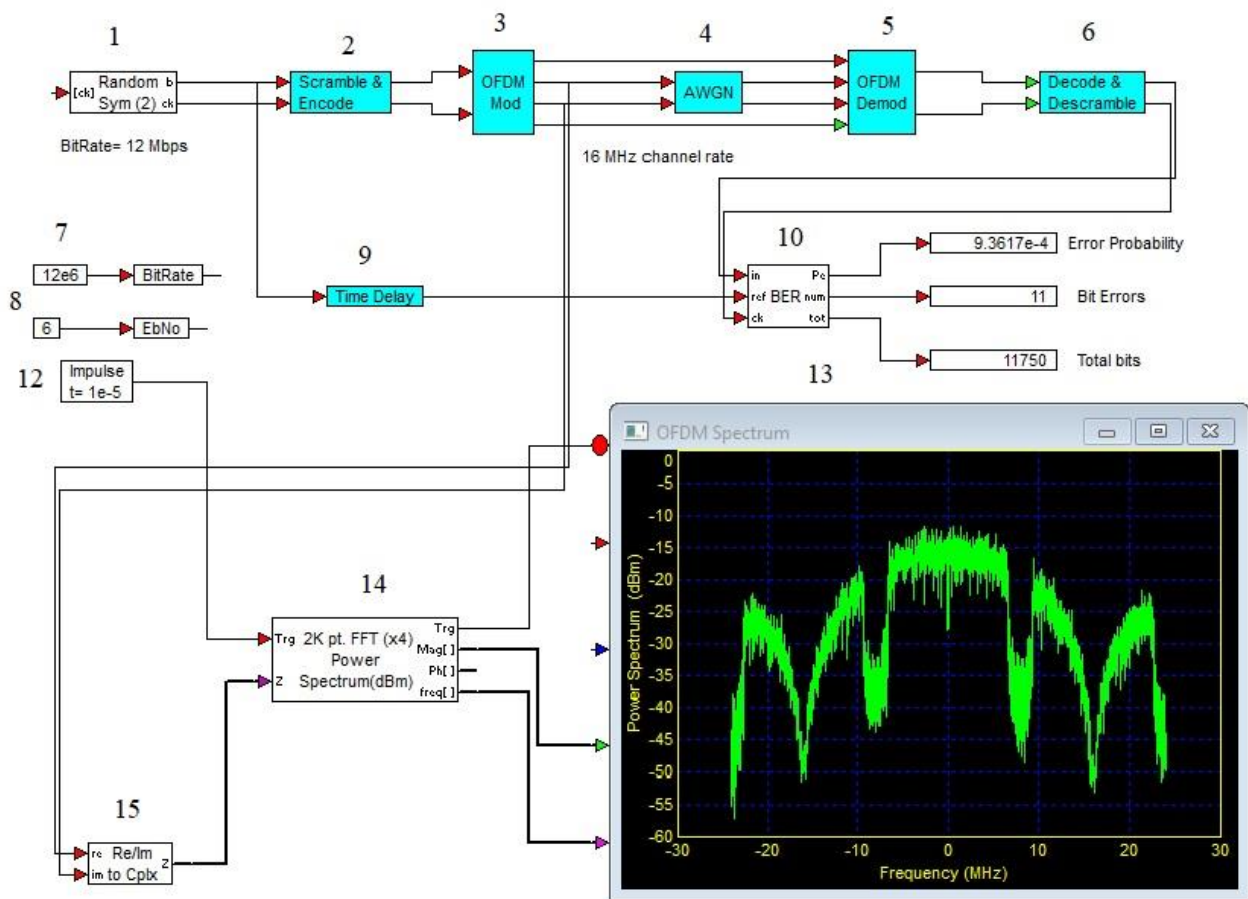 1
2
3
4
5
6
[ck] Random b
Sym (2) ck
Scramble &
Encode
OFDM
Mod
AWGN
OFDM
Demod
Decode &
Descramble
BitRate= 12 Mbps
16 MHz channel rate
7
12e6
BitRate
8
6
EbNo
9
Time Delay
10
in Pe
ref BER num
ck tot
9.3617e-4 Error Probability
11 Bit Errors
11750 Total bits
12
Impulse
t= 1e-5
13
OFDM Spectrum
0
-5
-10
-15
-20
-25
-30
-35
-40
-45
-50
-55
-60
Power Spectrum (dBm)
-30 -20 -10 0 10 20 30
Frequency (MHz)
14
Trg
Trg 2K pt. FFT (x4) Mag[ ]
Power Ph[ ]
Z Spectrum(dBm) freq[ ]
15
re Re/Im Z
im to Cplx